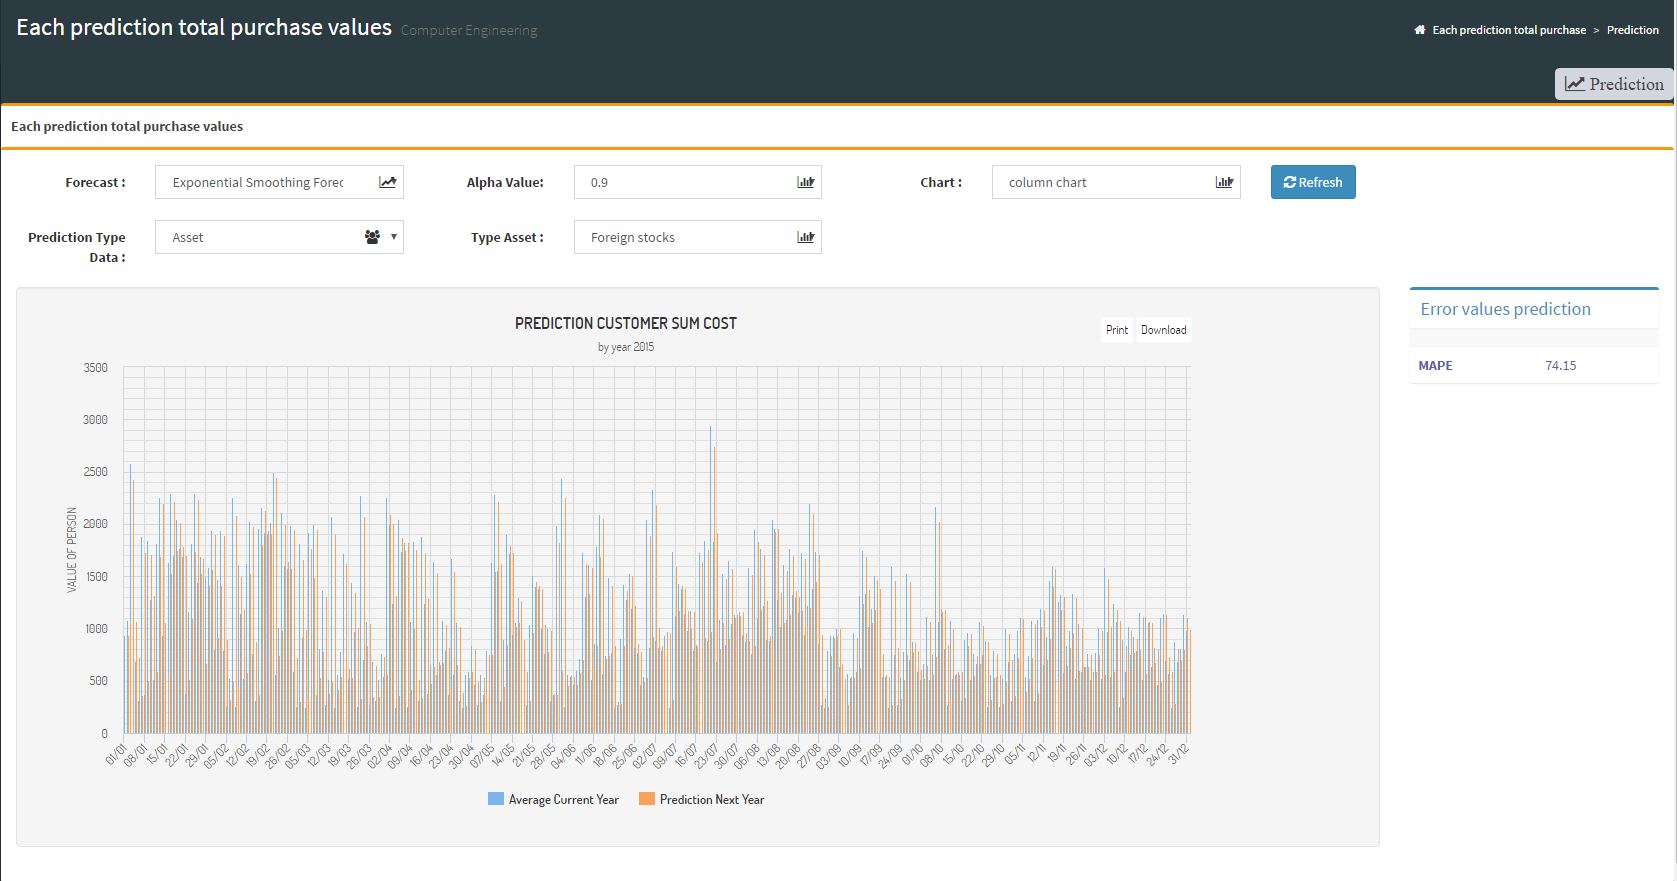 Each prediction total purchase values Computer Engineering
Each prediction total purchase > Prediction
Prediction
Each prediction total purchase values
Forecast : Exponential Smoothing Forec Alpha Value: 0.9 Chart : column chart Refresh
Prediction Type Data : Asset Type Asset : Foreign stocks
PREDICTION CUSTOMER SUM COST
by year 2015
Print Download
Error values prediction
MAPE 74.15
VALUE OF PERSON
3500
3000
2500
2000
1500
1000
500
0
01/01 08/01 15/01 22/01 29/01 05/02 12/02 19/02 26/02 05/03 12/03 19/03 26/03 02/04 09/04 16/04 23/04 30/04 07/05 14/05 21/05 28/05 04/06 11/06 18/06 25/06 02/07 09/07 16/07 23/07 30/07 06/08 13/08 20/08 27/08 03/09 10/09 17/09 24/09 01/10 08/10 15/10 22/10 29/10 05/11 12/11 19/11 26/11 03/12 10/12 17/12 24/12 31/12
Average Current Year Prediction Next Year